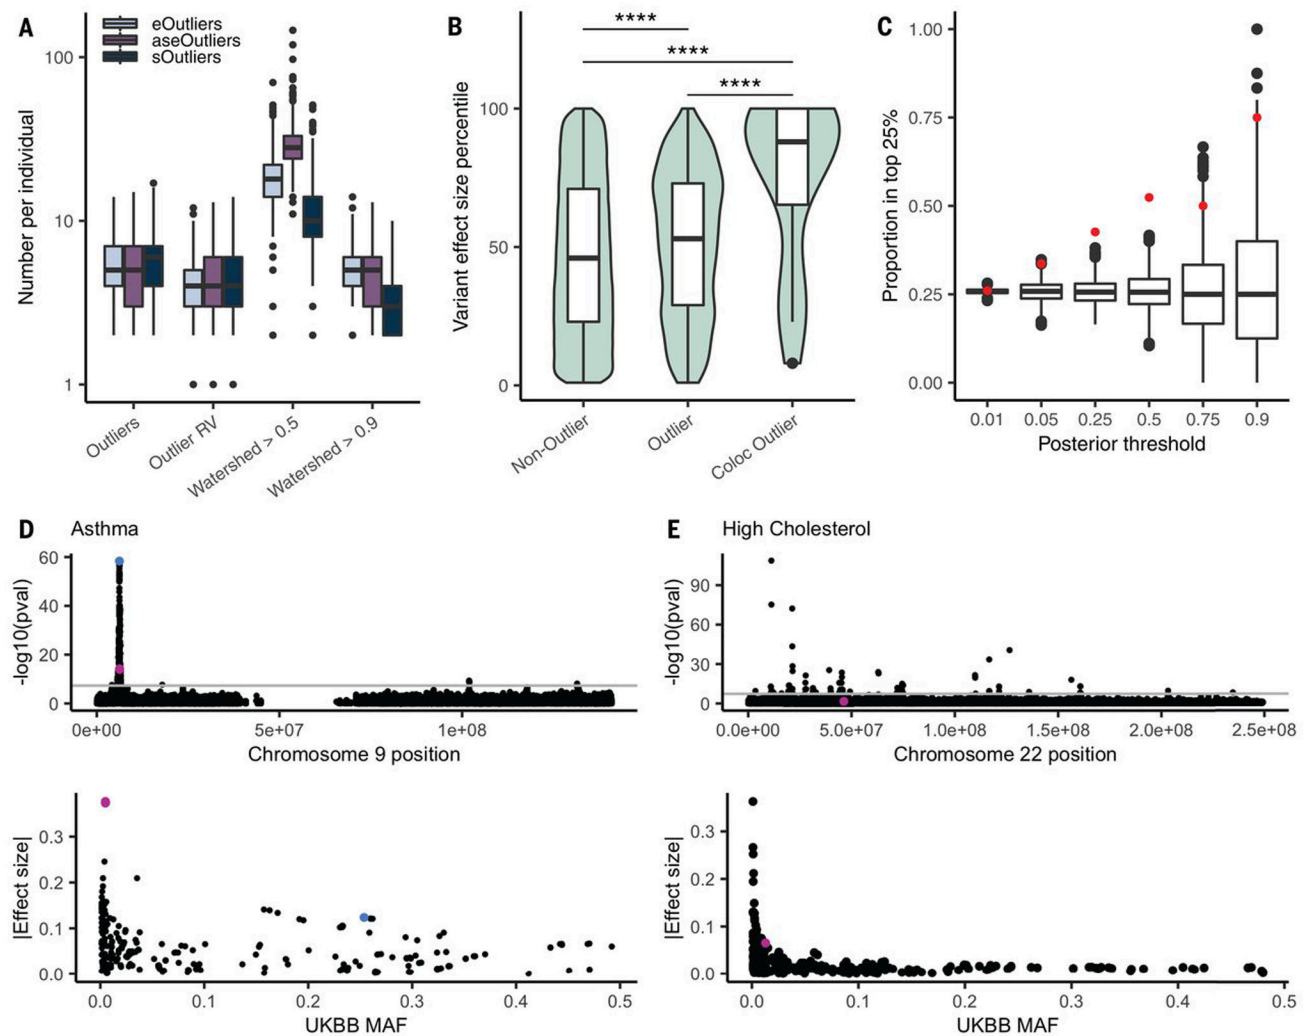 A
eOutliers
aseOutliers
sOutliers
Number per individual
100
10
1
Outliers
Outlier RV
Watershed > 0.5
Watershed > 0.9
B
****
****
****
Variant effect size percentile
100
50
0
Non-Outlier
Outlier
Coloc Outlier
C
Proportion in top 25%
1.00
0.75
0.50
0.25
0.00
0.01 0.05 0.25 0.5 0.75 0.9
Posterior threshold
D Asthma
-log10(pval)
60
40
20
0
0e+00 5e+07 1e+08
Chromosome 9 position
E High Cholesterol
-log10(pval)
90
60
30
0
0.0e+00 5.0e+07 1.0e+08 1.5e+08 2.0e+08 2.5e+08
Chromosome 22 position
|Effect size|
0.3
0.2
0.1
0.0
0.0 0.1 0.2 0.3 0.4 0.5
UKBB MAF
|Effect size|
0.3
0.2
0.1
0.0
0.0 0.1 0.2 0.3 0.4 0.5
UKBB MAF